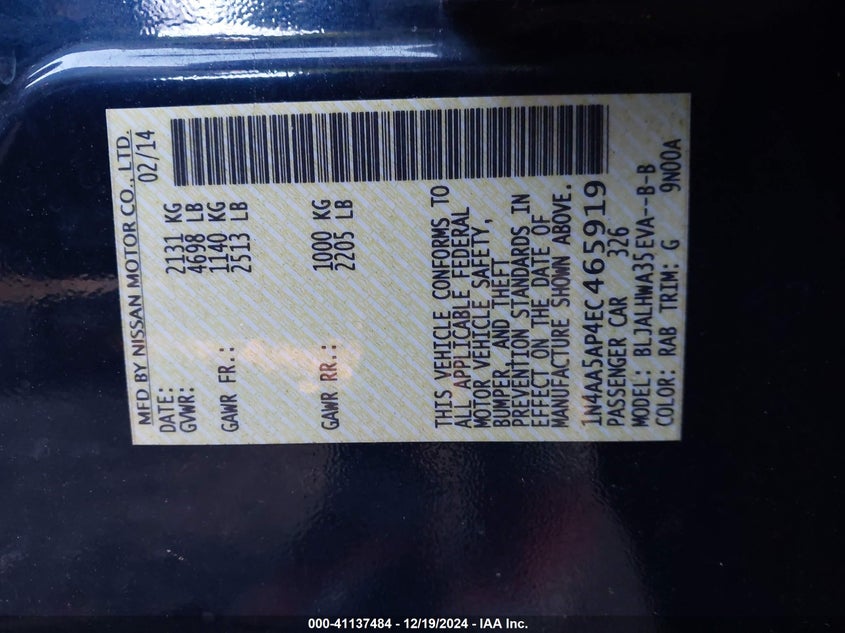 MFD BY NISSAN MOTOR CO., LTD.
DATE: 02/14
GVWR: 2131 KG
4698 LB
GAWR FR.: 1140 KG
2513 LB
GAWR RR.: 1000 KG
2205 LB
THIS VEHICLE CONFORMS TO
ALL APPLICABLE FEDERAL
MOTOR VEHICLE SAFETY,
BUMPER, AND THEFT
PREVENTION STANDARDS IN
EFFECT ON THE DATE OF
MANUFACTURE SHOWN ABOVE.
1N4AA5AP4EC465919
PASSENGER CAR 326
MODEL: BLJALHWA35EVA--B-B
COLOR: RAB TRIM: G 9N00A
000-41137484 - 12/19/2024 - IAA Inc.